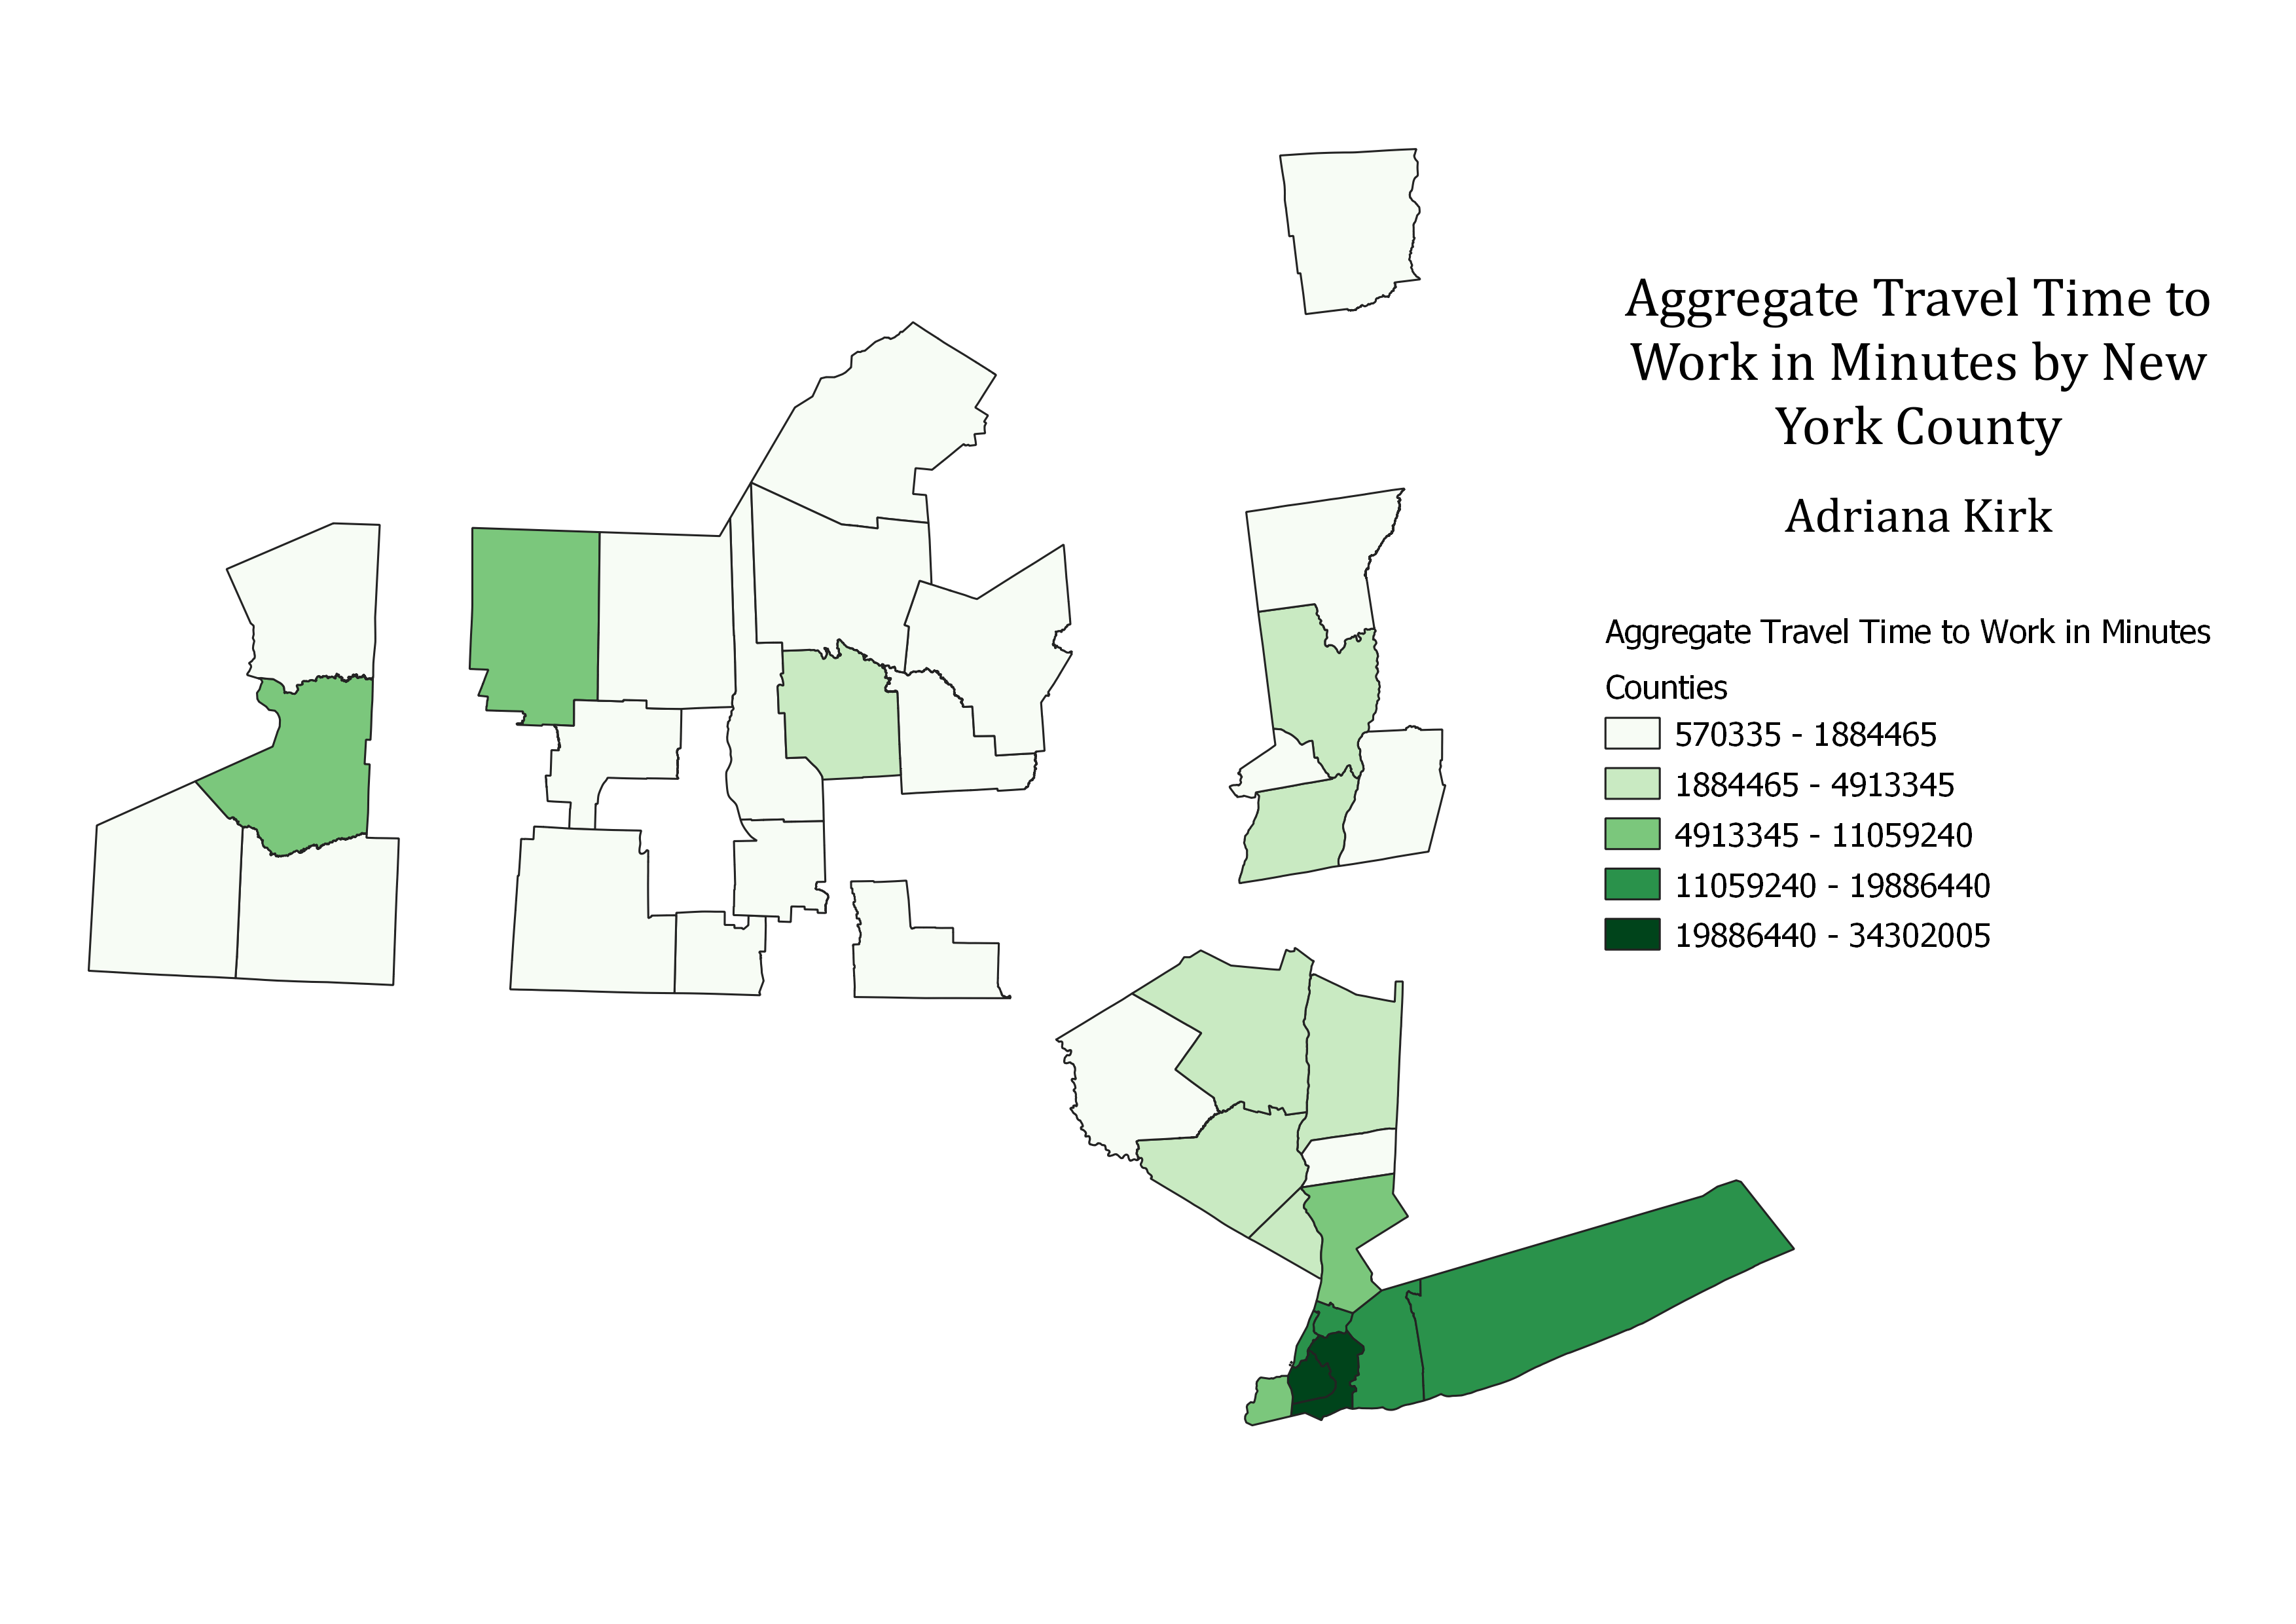 Aggregate Travel Time to
Work in Minutes by New
York County
Adriana Kirk
Aggregate Travel Time to Work in Minutes
Counties
570335 - 1884465
1884465 - 4913345
4913345 - 11059240
11059240 - 19886440
19886440 - 34302005